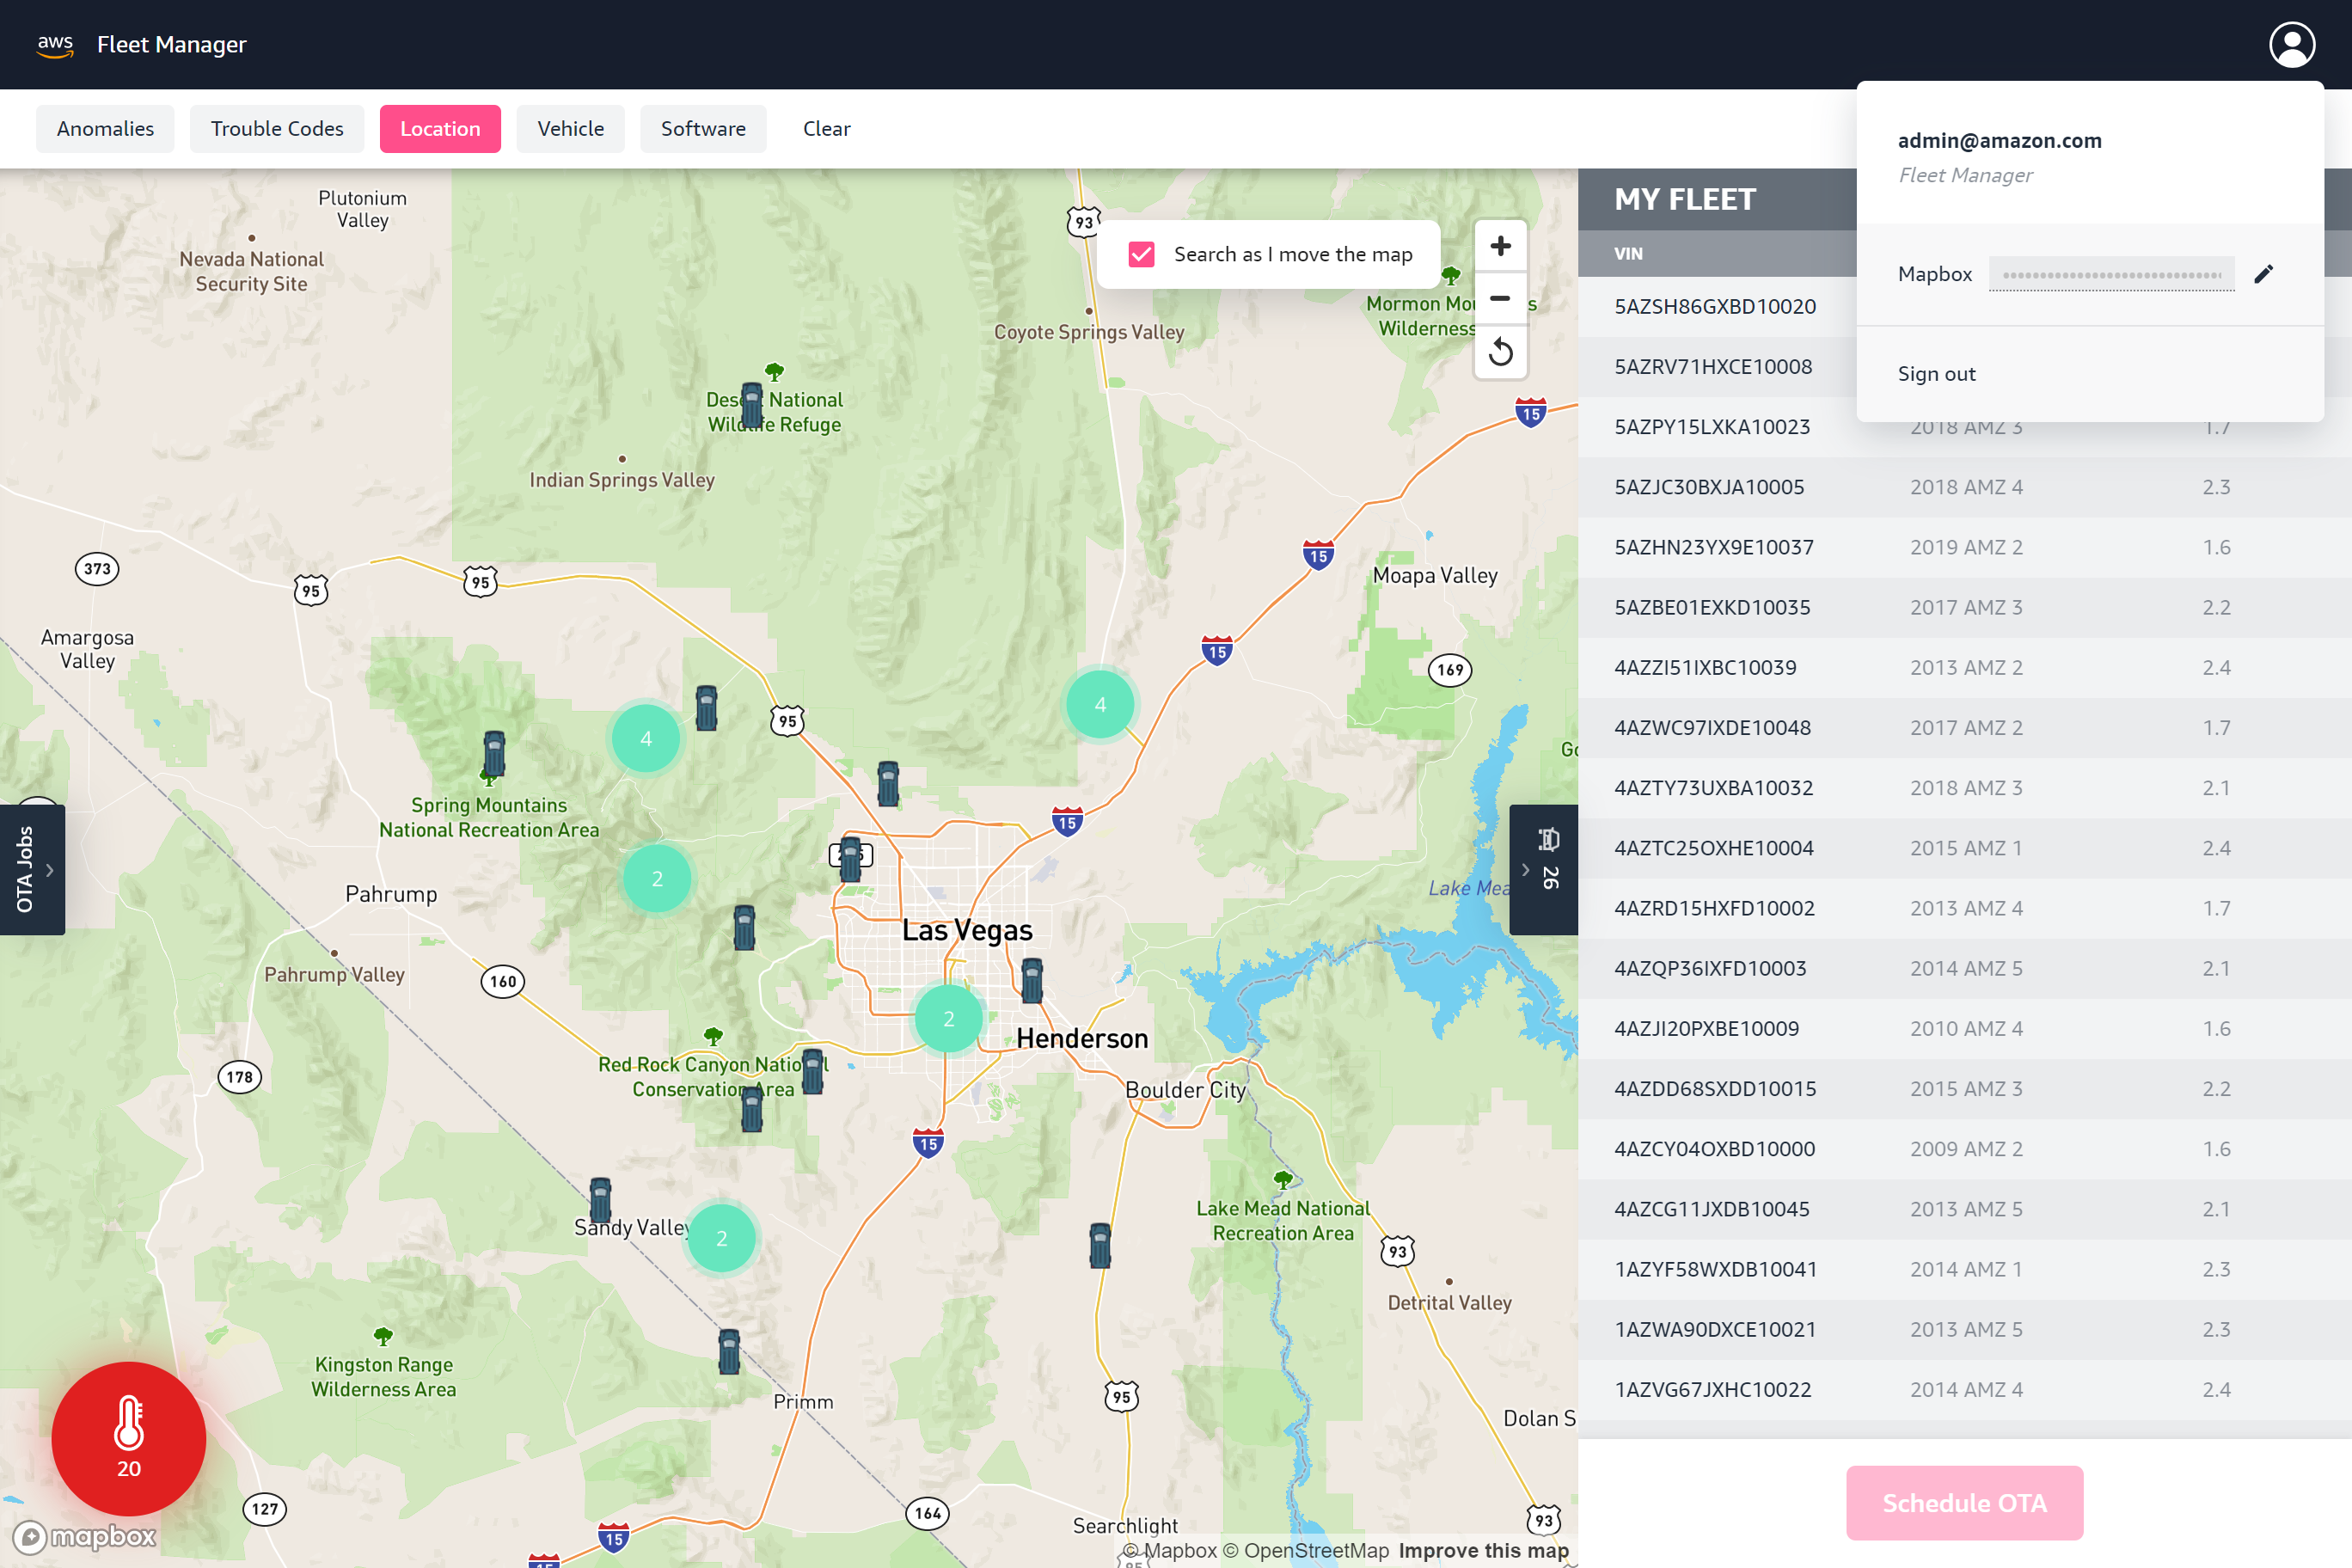 aws Fleet Manager
Anomalies Trouble Codes Location Vehicle Software Clear
admin@amazon.com
Fleet Manager
Mapbox
Sign out
Search as I move the map
Plutonium
Valley
Nevada National
Security Site
93
Coyote Springs Valley
Wilderness
National
Wildlife Refuge
15
Indian Springs Valley
373
95
95
15
Moapa Valley
Amargosa
Valley
15
169
4
95
4
Spring Mountains
National Recreation Area
15
OTA Jobs
2
26
Pahrump
Las Vegas
Pahrump Valley
160
2
Henderson
Red Rock Canyon National
Conservation Area
178
Boulder City
15
Lake Mead National
Recreation Area
Sandy Valley
2
93
Detrital Valley
Kingston Range
Wilderness Area
Primm
95
Dolan S
20
127
164
Searchlight
93
15
15
mapbox
© Mapbox © OpenStreetMap Improve this map
MY FLEET
VIN
5AZSH86GXBD10020
5AZRV71HXCE10008
5AZPY15LXKA10023 2018 AMZ 3 1.7
5AZJC30BXJA10005 2018 AMZ 4 2.3
5AZHN23YX9E10037 2019 AMZ 2 1.6
5AZBE01EXKD10035 2017 AMZ 3 2.2
4AZZI51IXBC10039 2013 AMZ 2 2.4
4AZWC97IXDE10048 2017 AMZ 2 1.7
4AZTY73UXBA10032 2018 AMZ 3 2.1
4AZTC25OXHE10004 2015 AMZ 1 2.4
4AZRD15HXFD10002 2013 AMZ 4 1.7
4AZQP36IXFD10003 2014 AMZ 5 2.1
4AZJI20PXBE10009 2010 AMZ 4 1.6
4AZDD68SXDD10015 2015 AMZ 3 2.2
4AZCY04OXBD10000 2009 AMZ 2 1.6
4AZCG11JXDB10045 2013 AMZ 5 2.1
1AZYF58WXDB10041 2014 AMZ 1 2.3
1AZWA90DXCE10021 2013 AMZ 5 2.3
1AZVG67JXHC10022 2014 AMZ 4 2.4
Schedule OTA